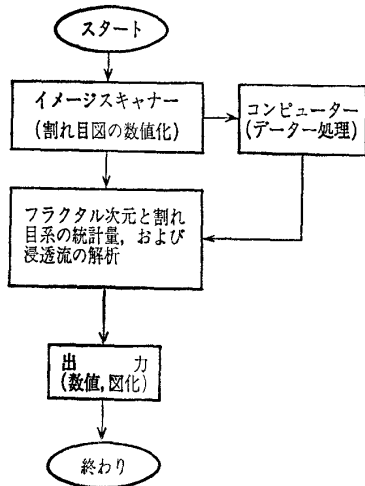 スタート
イメージスキャナー
(割れ目図の数値化)
コンピューター
(データー処理)
フラクタル次元と割れ
目系の統計量, および
浸透流の解析
出 力
(数値, 図化)
終わり